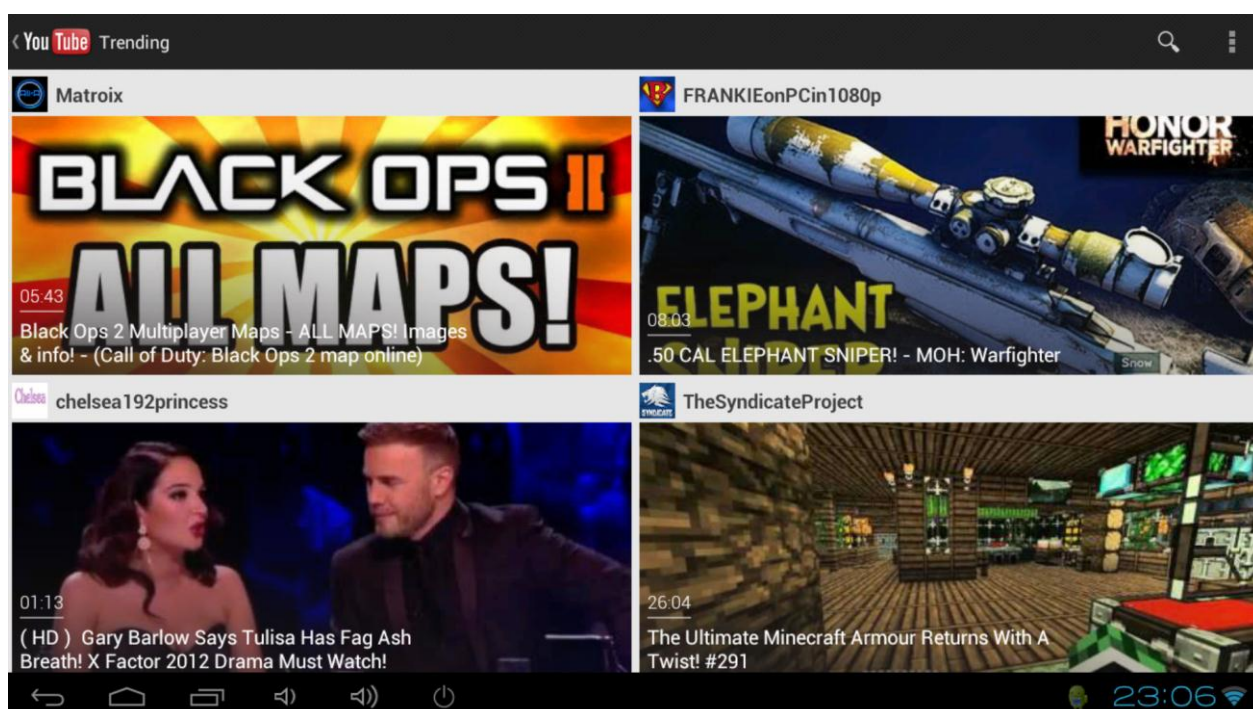 YouTube Trending
Matroix
BLACK OPS II
ALL MAPS!
05:43
Black Ops 2 Multiplayer Maps - ALL MAPS! Images
& info! - (Call of Duty: Black Ops 2 map online)
FRANKIEonPCin1080p
HONOR
WARFIGHTER
ELEPHANT
SNIPER
08:03
.50 CAL ELEPHANT SNIPER! - MOH: Warfighter
Snow
Chelsea
chelsea192princess
01:13
( HD ) Gary Barlow Says Tulisa Has Fag Ash
Breath! X Factor 2012 Drama Must Watch!
SYNDICATE
TheSyndicateProject
26:04
The Ultimate Minecraft Armour Returns With A
Twist! #291
23:06